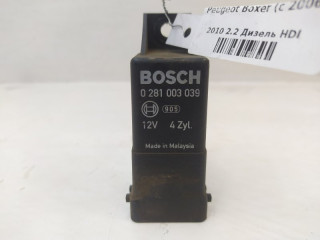 Peugeot Boxer (с 2006
2010 2.2 Дизель HDI
BOSCH
0 281 003 039
905
12V 4 Zyl.
Made in Malaysia